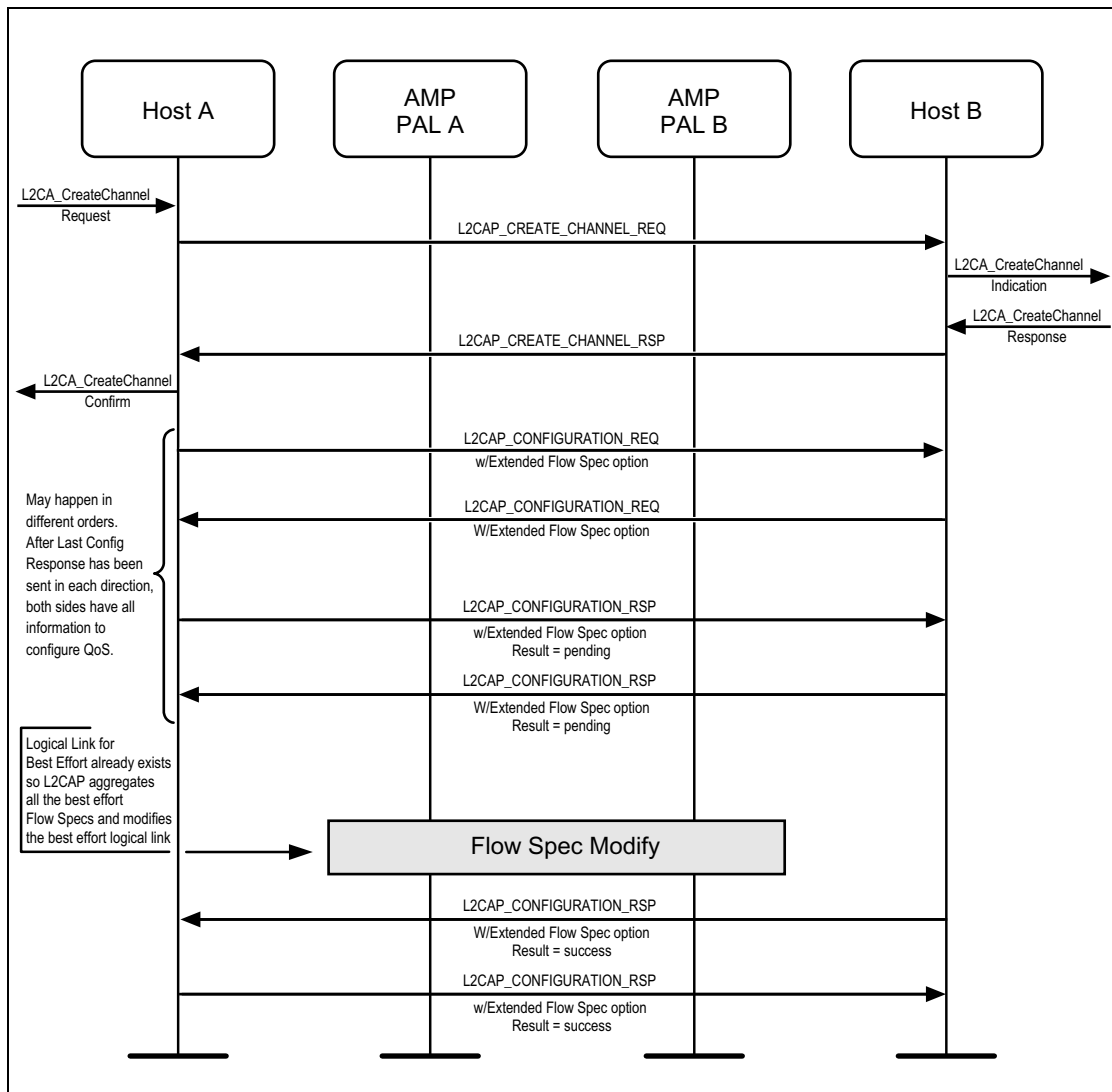 Host A
AMP
PAL A
AMP
PAL B
Host B
L2CA_CreateChannel
Request
L2CAP_CREATE_CHANNEL_REQ
L2CA_CreateChannel
Indication
L2CA_CreateChannel
Response
L2CAP_CREATE_CHANNEL_RSP
L2CA_CreateChannel
Confirm
L2CAP_CONFIGURATION_REQ
w/Extended Flow Spec option
L2CAP_CONFIGURATION_REQ
W/Extended Flow Spec option
May happen in
different orders.
After Last Config
Response has been
sent in each direction,
both sides have all
information to
configure QoS.
L2CAP_CONFIGURATION_RSP
w/Extended Flow Spec option
Result = pending
L2CAP_CONFIGURATION_RSP
W/Extended Flow Spec option
Result = pending
Logical Link for
Best Effort already exists
so L2CAP aggregates
all the best effort
Flow Specs and modifies
the best effort logical link
Flow Spec Modify
L2CAP_CONFIGURATION_RSP
W/Extended Flow Spec option
Result = success
L2CAP_CONFIGURATION_RSP
w/Extended Flow Spec option
Result = success